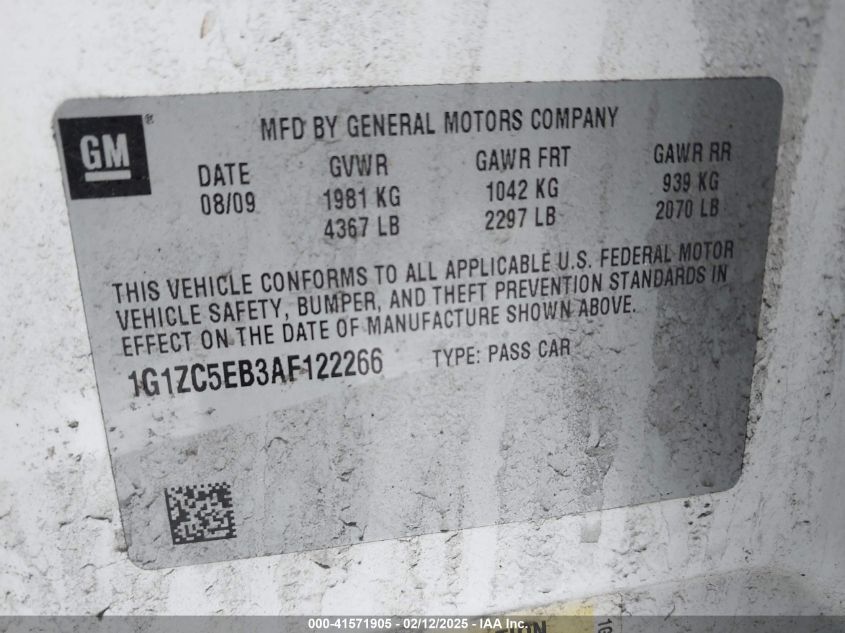 GM ®
MFD BY GENERAL MOTORS COMPANY
DATE GVWR GAWR FRT GAWR RR
08/09 1981 KG 1042 KG 939 KG
4367 LB 2297 LB 2070 LB
THIS VEHICLE CONFORMS TO ALL APPLICABLE U.S. FEDERAL MOTOR
VEHICLE SAFETY, BUMPER, AND THEFT PREVENTION STANDARDS IN
EFFECT ON THE DATE OF MANUFACTURE SHOWN ABOVE.
1G1ZC5EB3AF122266 TYPE: PASS CAR
000-41571905 - 02/12/2025 - IAA Inc.